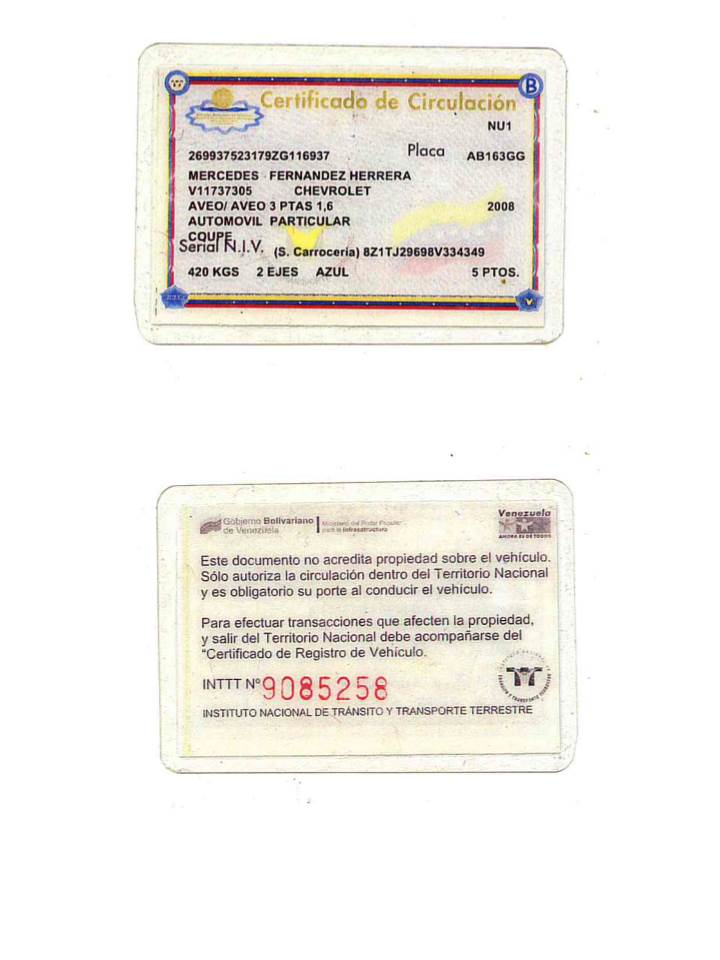 Certificado de Circulación
B
NU1
269937523179ZG116937 Placa AB163GG
MERCEDES FERNANDEZ HERRERA
V11737305 CHEVROLET
AVEO/ AVEO 3 PTAS 1,6 2008
AUTOMOVIL PARTICULAR
COUPE
Serial N.I.V. (S. Carrocería) 8Z1TJ29698V334349
420 KGS 2 EJES AZUL 5 PTOS.
Gobierno Bolivariano de Venezuela
Ministerio del Poder Popular para la Infraestructura
Venezuela
AHORA ES DE TODOS
Este documento no acredita propiedad sobre el vehículo.
Sólo autoriza la circulación dentro del Territorio Nacional
y es obligatorio su porte al conducir el vehículo.
Para efectuar transacciones que afecten la propiedad,
y salir del Territorio Nacional debe acompañarse del
"Certificado de Registro de Vehículo.
INTTT Nº 9085258
INSTITUTO NACIONAL DE TRÁNSITO Y TRANSPORTE TERRESTRE